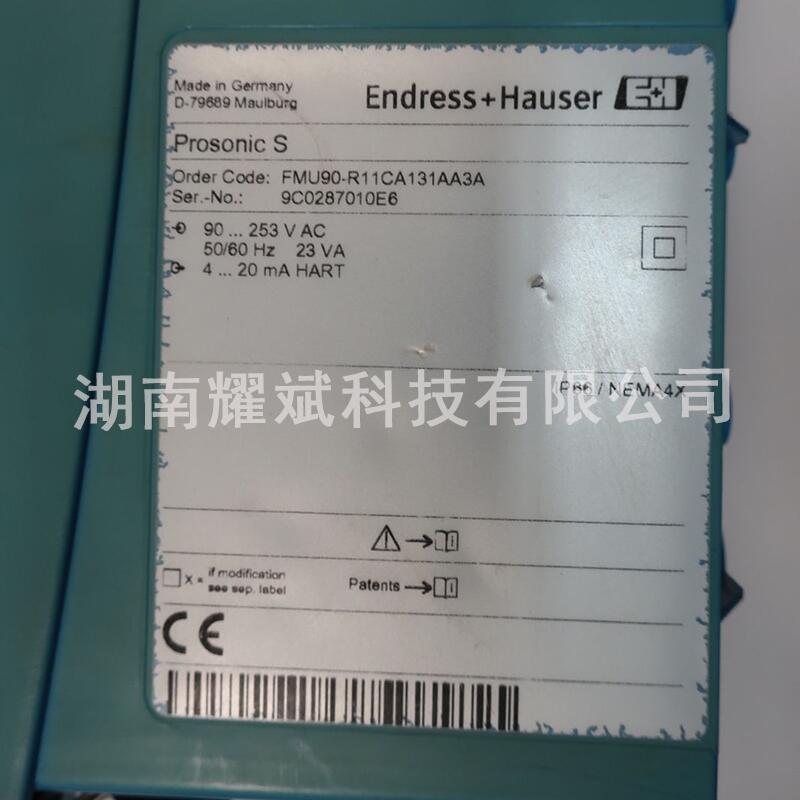 Made in Germany
D-79689 Maulburg
Endress+Hauser
E+H
Prosonic S
Order Code: FMU90-R11CA131AA3A
Ser.-No.: 9C0287010E6
90 ... 253 V AC
50/60 Hz 23 VA
4 ... 20 mA HART
IP66 / NEMA4X
湖南耀斌科技有限公司
x = if modification
see sep. label
Patents
CE